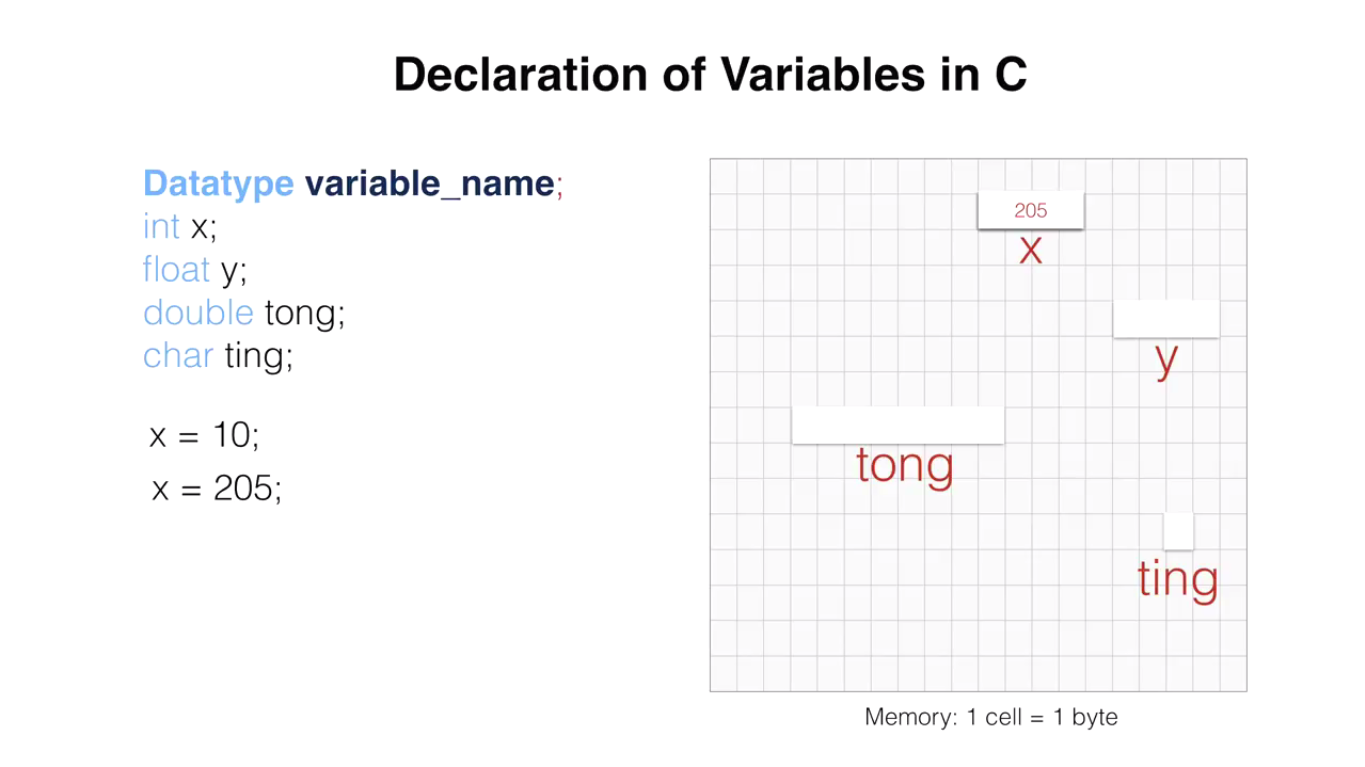 Declaration of Variables in C
Datatype variable_name;
int x;
float y;
double tong;
char ting;
x = 10;
x = 205;
205
x
y
tong
ting
Memory: 1 cell = 1 byte